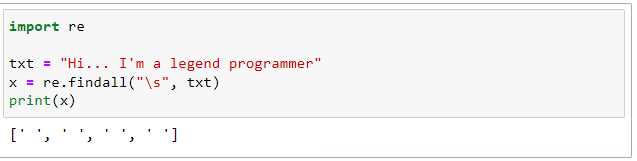 import re
txt = "Hi... I'm a legend programmer"
x = re.findall("\s", txt)
print(x)
[' ', ' ', ' ', ' ']